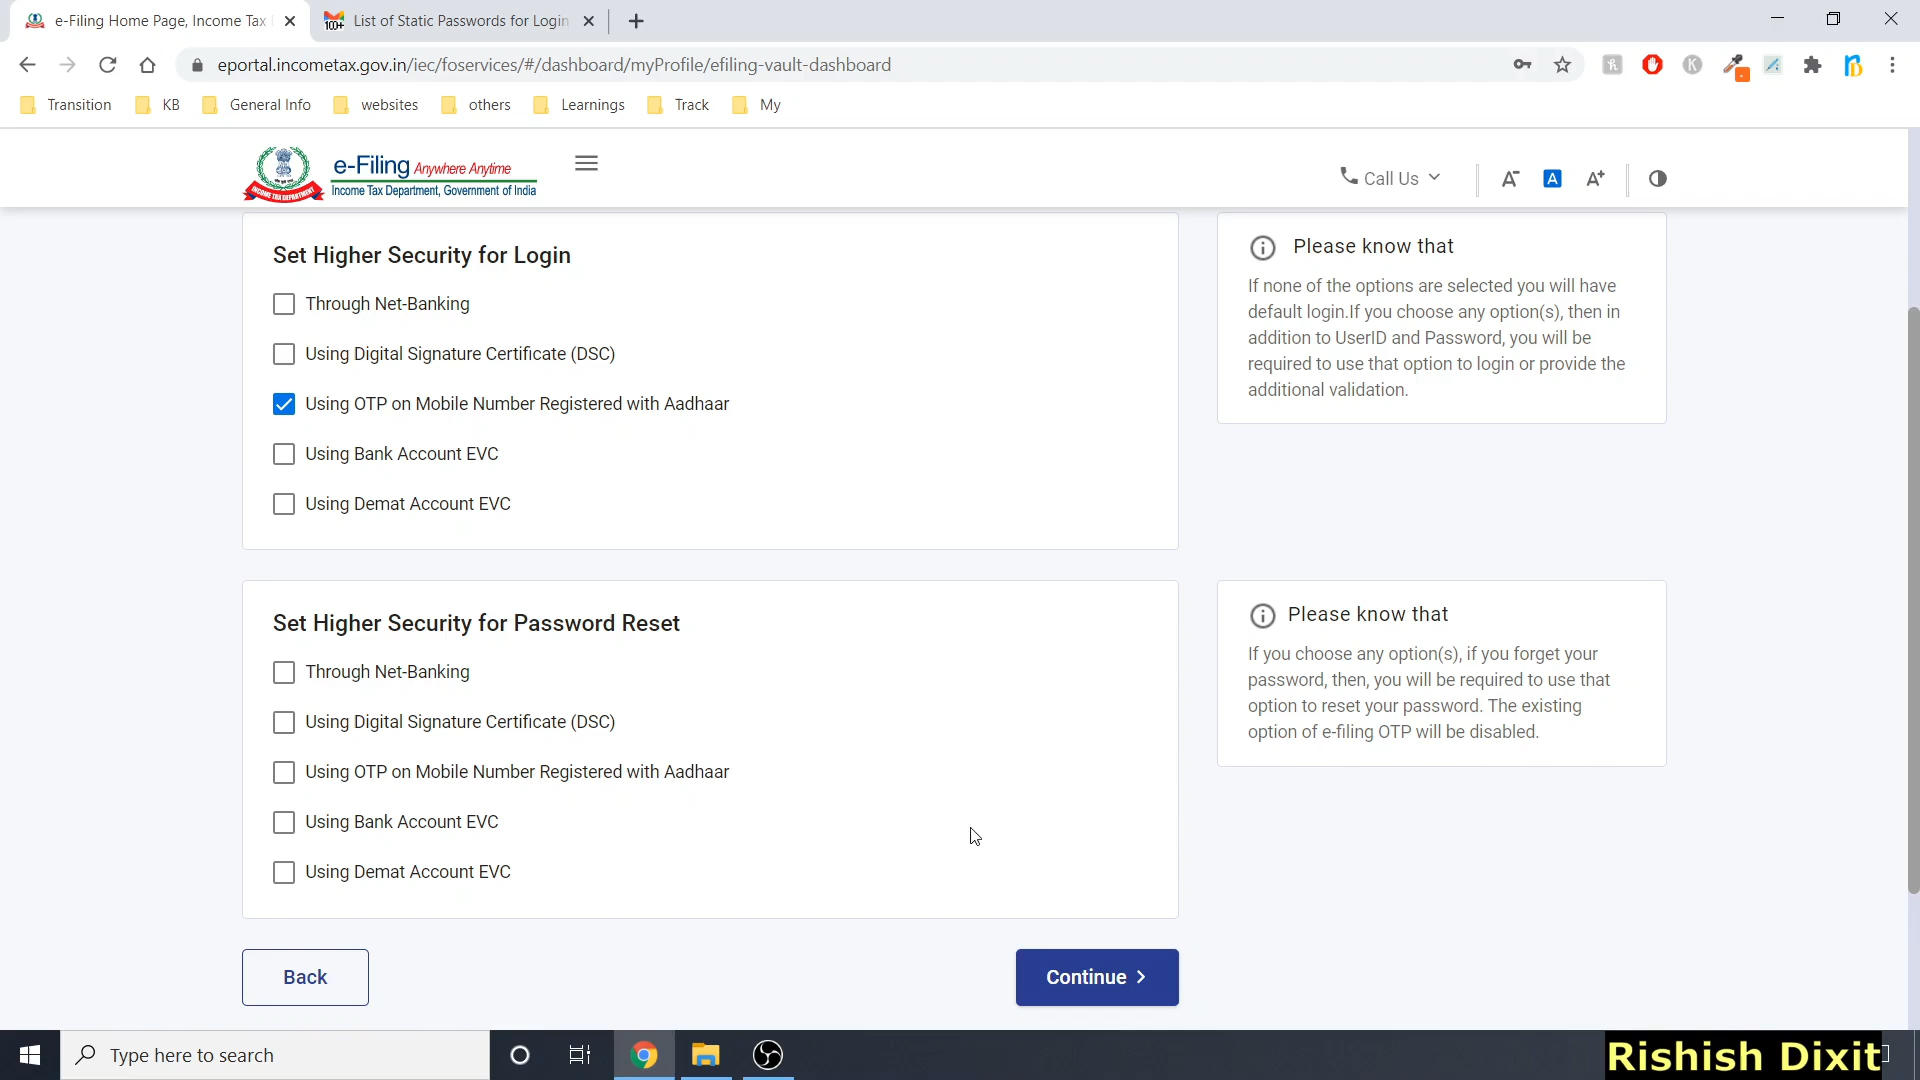 e-Filing Home Page, Income Tax
List of Static Passwords for Login
eportal.incometax.gov.in/iec/foservices/#/dashboard/myProfile/efiling-vault-dashboard
Transition
KB
General Info
websites
others
Learnings
Track
My
e-Filing Anywhere Anytime
Income Tax Department, Government of India
INCOME TAX DEPARTMENT
Call Us
A-
A
A+
Set Higher Security for Login
Through Net-Banking
Using Digital Signature Certificate (DSC)
Using OTP on Mobile Number Registered with Aadhaar
Using Bank Account EVC
Using Demat Account EVC
Please know that
If none of the options are selected you will have
default login.If you choose any option(s), then in
addition to UserID and Password, you will be
required to use that option to login or provide the
additional validation.
Set Higher Security for Password Reset
Through Net-Banking
Using Digital Signature Certificate (DSC)
Using OTP on Mobile Number Registered with Aadhaar
Using Bank Account EVC
Using Demat Account EVC
Please know that
If you choose any option(s), if you forget your
password, then, you will be required to use that
option to reset your password. The existing
option of e-filing OTP will be disabled.
Back
Continue
Type here to search
Rishish Dixit